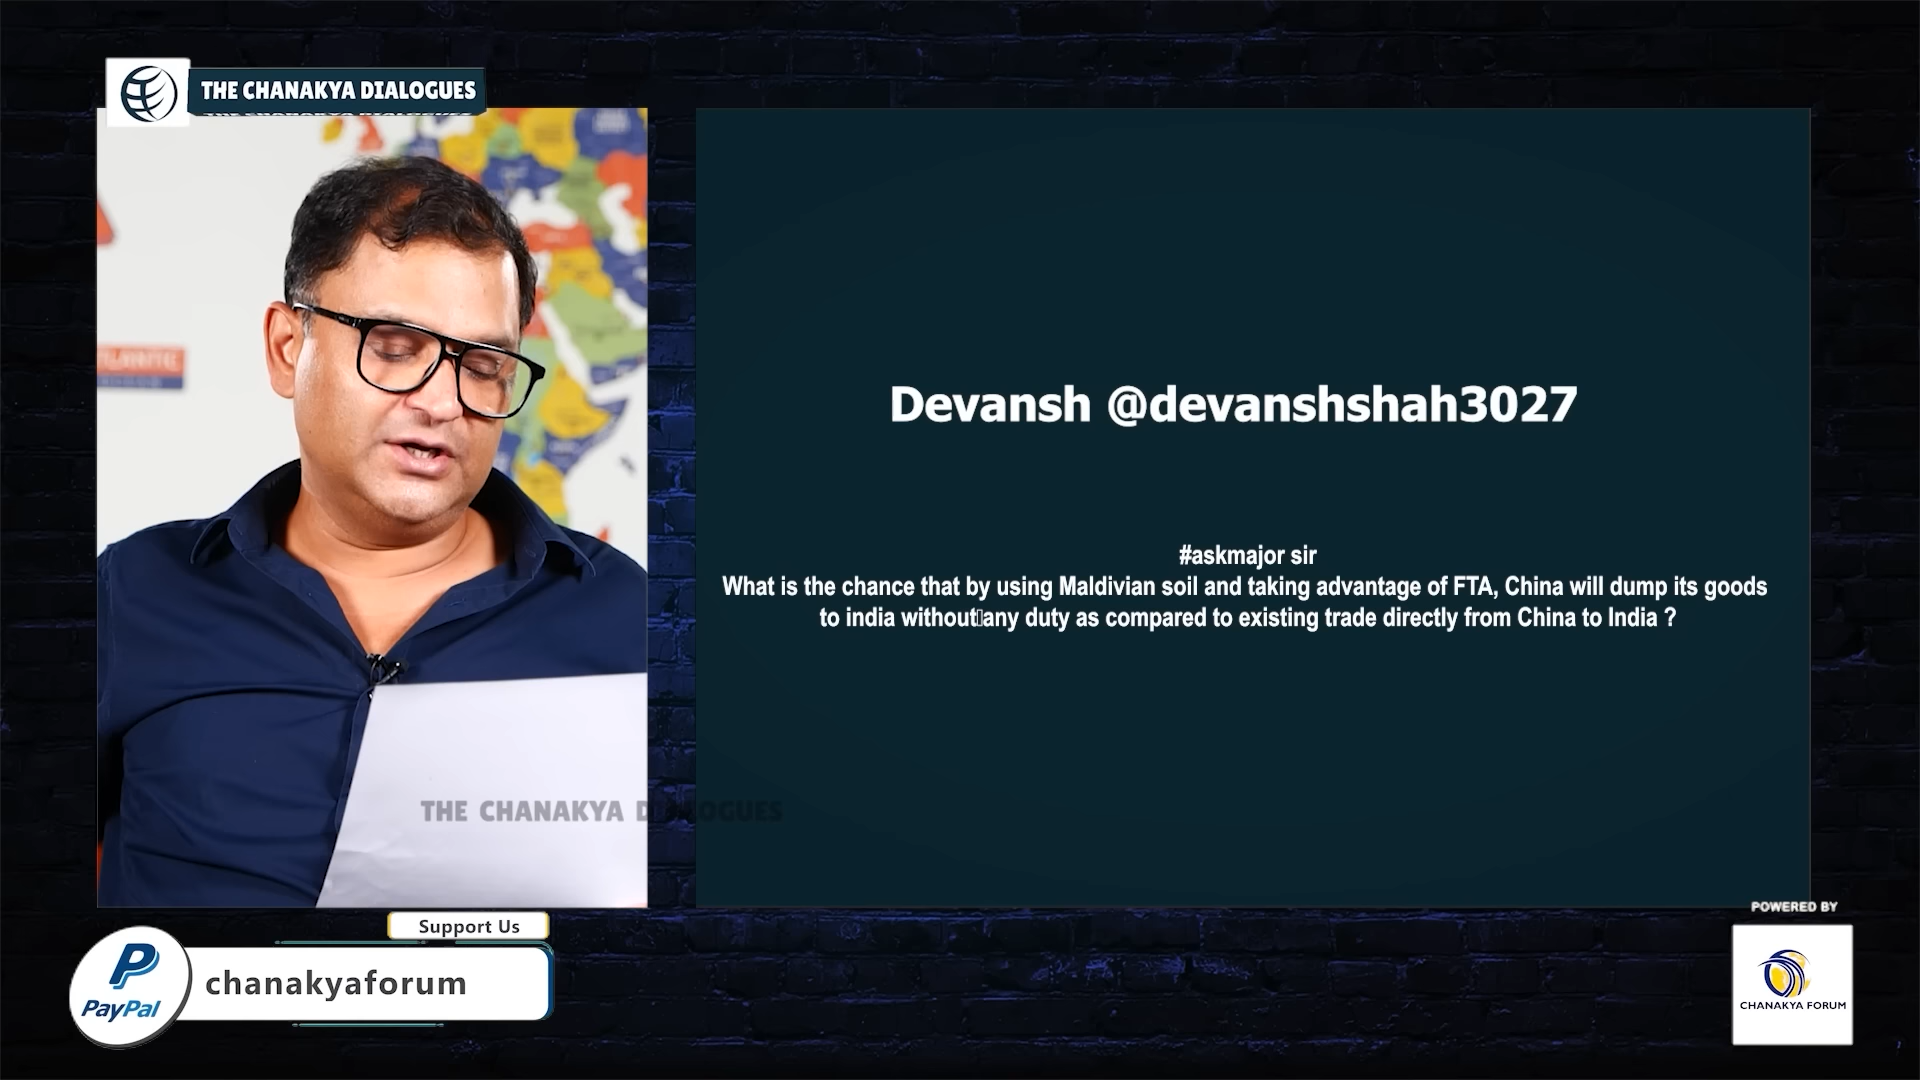 THE CHANAKYA DIALOGUES
Devansh @devanshshah3027
#askmajor sir
What is the chance that by using Maldivian soil and taking advantage of FTA, China will dump its goods
to india without▯any duty as compared to existing trade directly from China to India ?
THE CHANAKYA DIALOGUES
Support Us
PayPal
chanakyaforum
POWERED BY
CHANAKYA FORUM